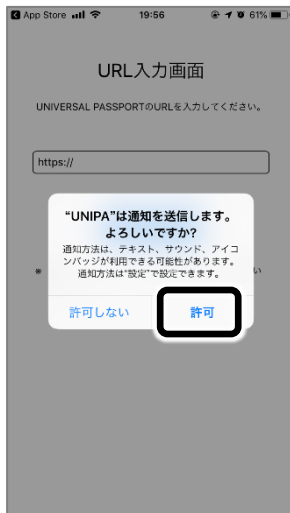 App Store 19:56 61%
URL入力画面
UNIVERSAL PASSPORTのURLを入力してください。
https://
“UNIPA”は通知を送信します。
よろしいですか?
通知方法は、テキスト、サウンド、アイコ
ンバッジが利用できる可能性があります。
通知方法は“設定”で設定できます。
※ い
許可しない 許可